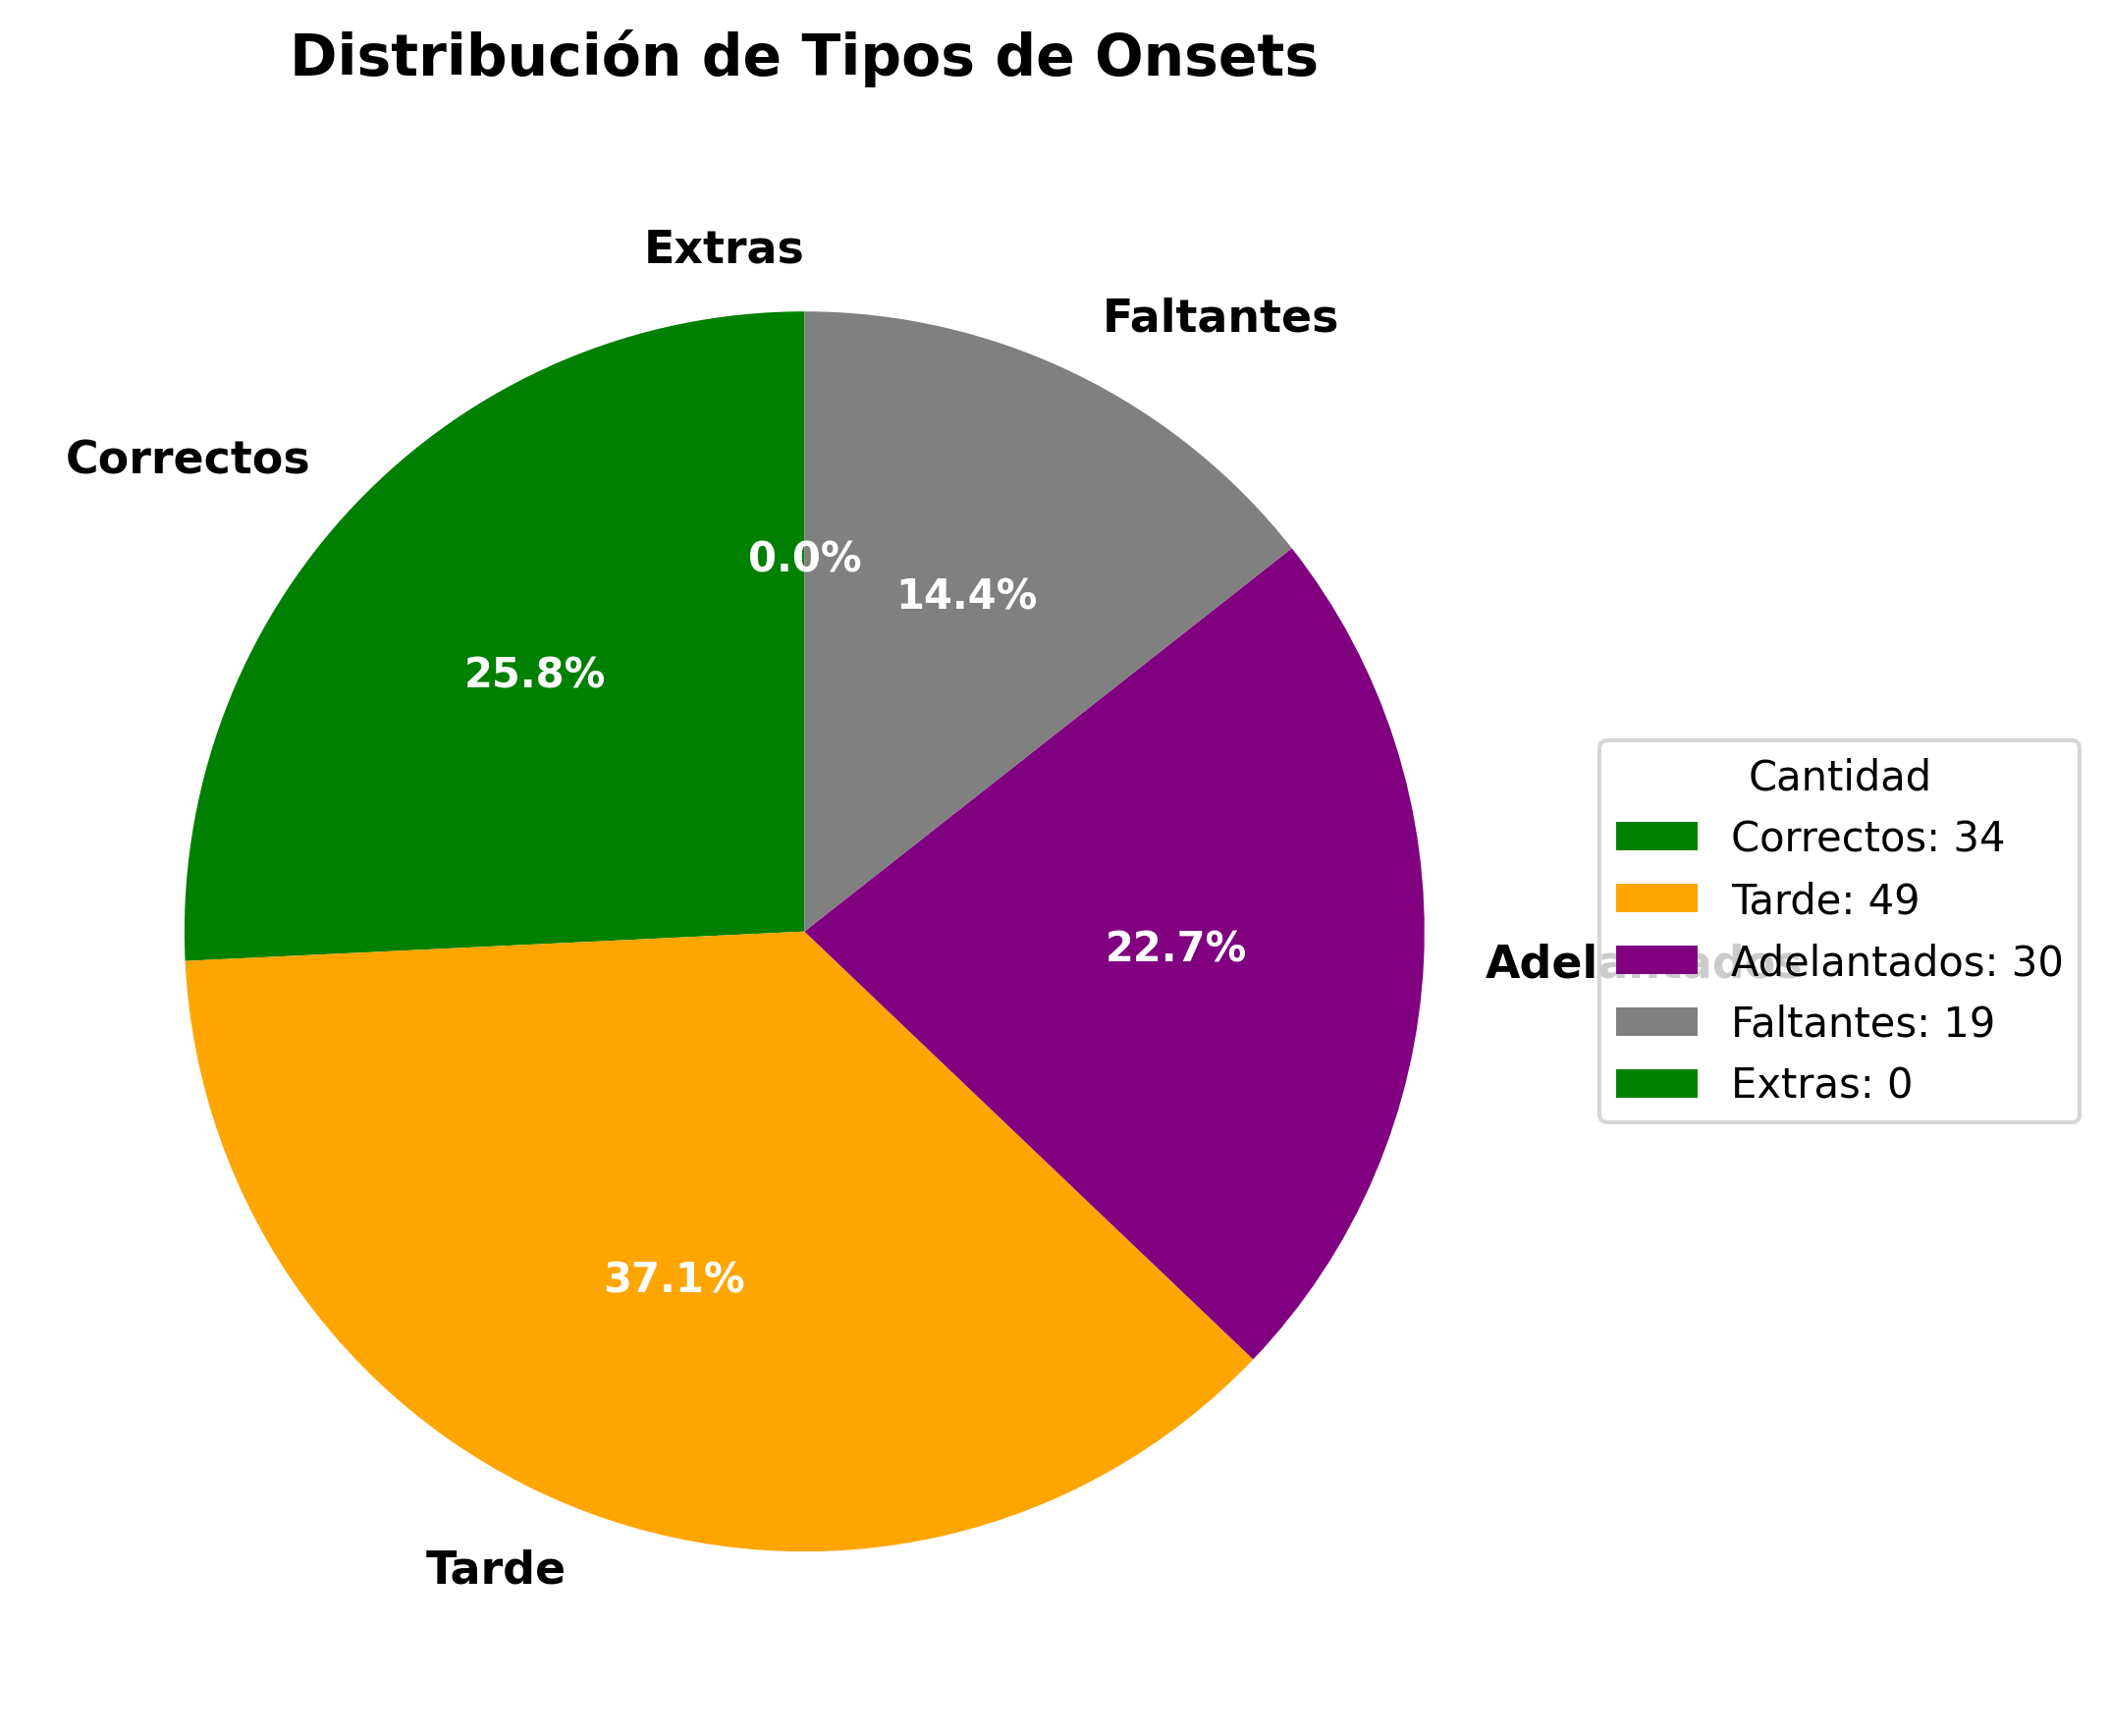 Distribución de Tipos de Onsets
Extras
Faltantes
Correctos
0.0%
14.4%
25.8%
22.7%
37.1%
Adelantados
Tarde
Cantidad
Correctos: 34
Tarde: 49
Adelantados: 30
Faltantes: 19
Extras: 0